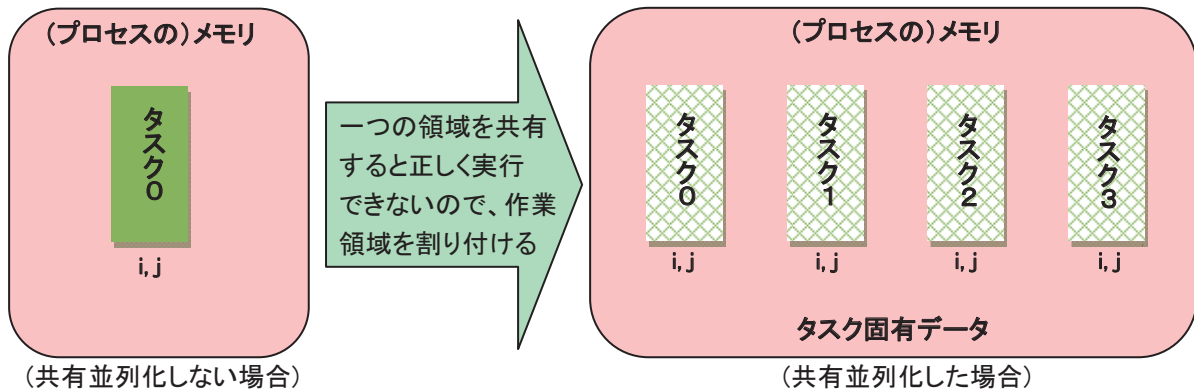 （プロセスの）メモリ
タスク０
i, j
（共有並列化しない場合）
一つの領域を共有
すると正しく実行
できないので、作業
領域を割り付ける
（プロセスの）メモリ
タスク０
タスク１
タスク２
タスク３
i, j
i, j
i, j
i, j
タスク固有データ
（共有並列化した場合）